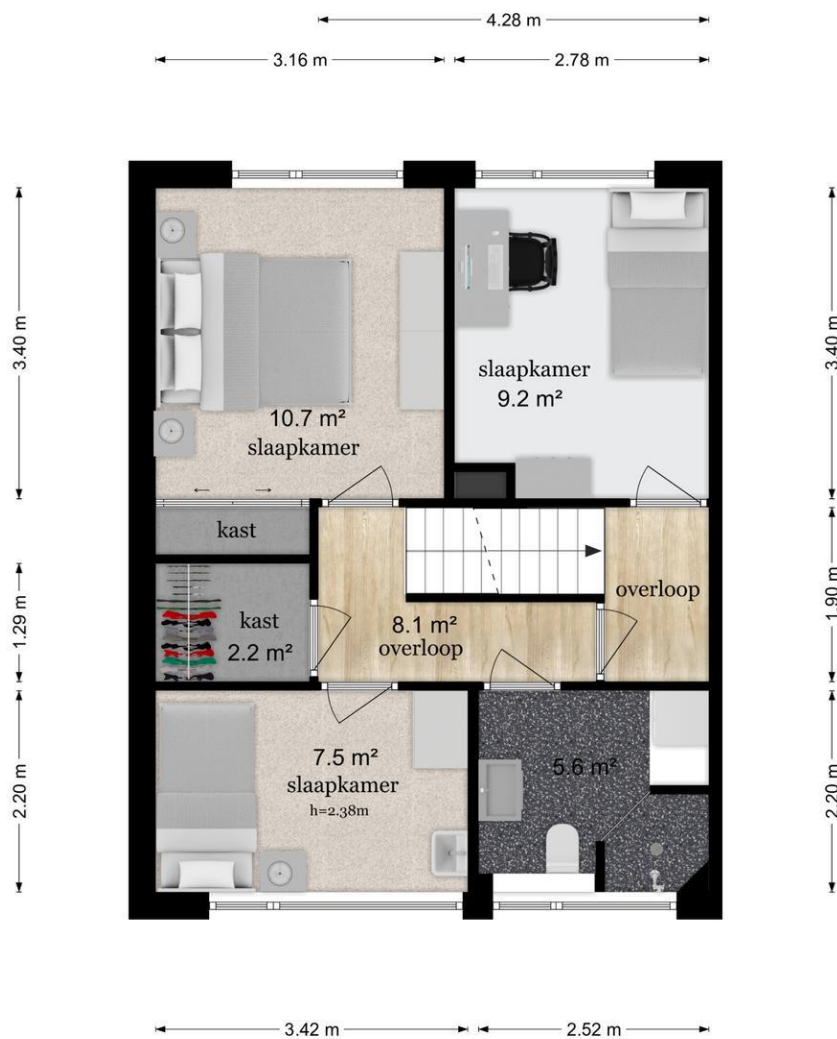 4.28 m
3.16 m
2.78 m
3.40 m
3.40 m
slaapkamer
9.2 m²
10.7 m²
slaapkamer
kast
overloop
1.29 m
1.90 m
kast
2.2 m²
8.1 m²
overloop
7.5 m²
slaapkamer
h=2.38m
5.6 m²
2.20 m
2.20 m
3.42 m
2.52 m